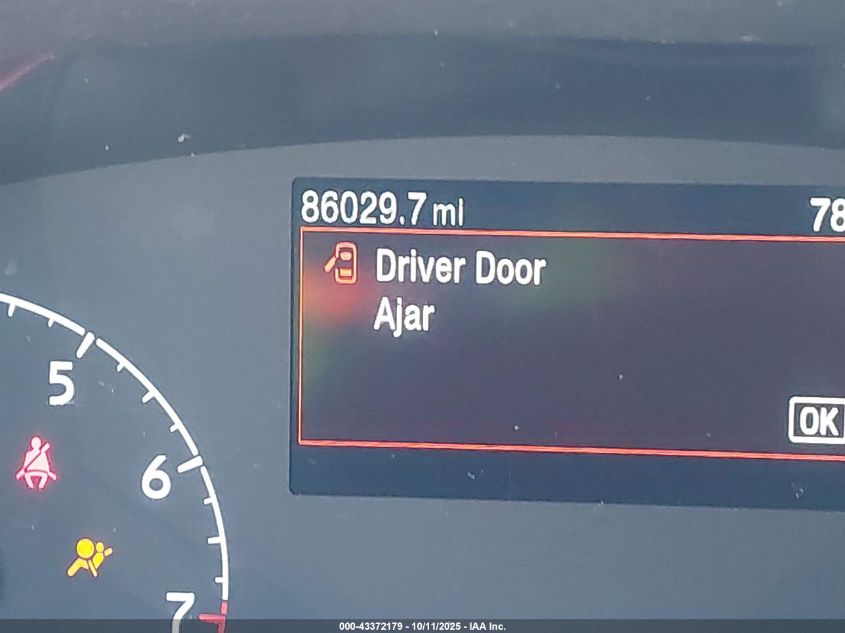 86029.7 mi
78
Driver Door
Ajar
OK
5
6
7
000-43372179 - 10/11/2025 - IAA Inc.